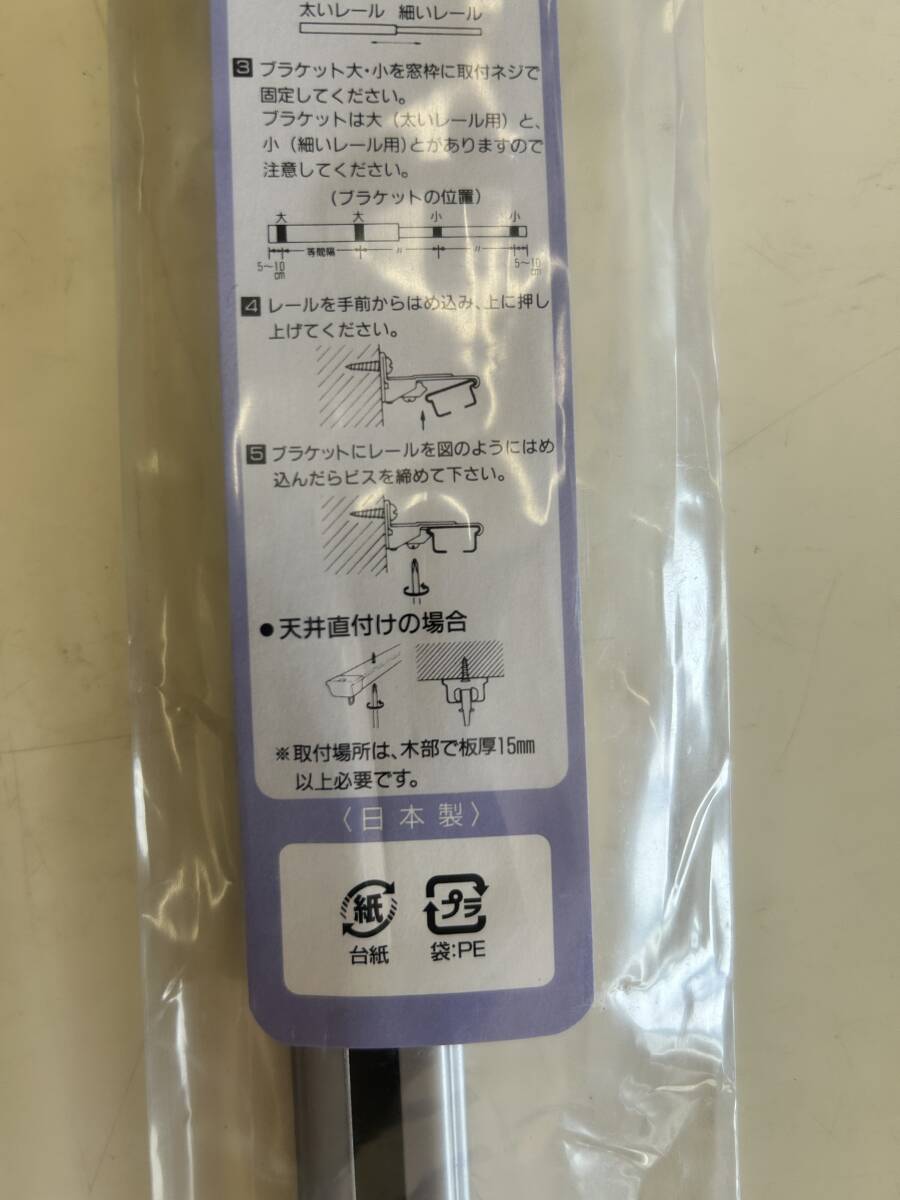 太いレール 細いレール
3 ブラケット大・小を窓枠に取付ネジで
固定してください。
ブラケットは大（太いレール用）と、
小（細いレール用）とがありますので
注意してください。
（ブラケットの位置）
大 大 小 小
5～10cm 等間隔 〃 〃 5～10cm
4 レールを手前からはめ込み、上に押し
上げてください。
5 ブラケットにレールを図のようにはめ
込んだらビスを締めて下さい。
●天井直付けの場合
※取付場所は、木部で板厚15mm
以上必要です。
〈日本製〉
紙 プラ
台紙 袋:PE